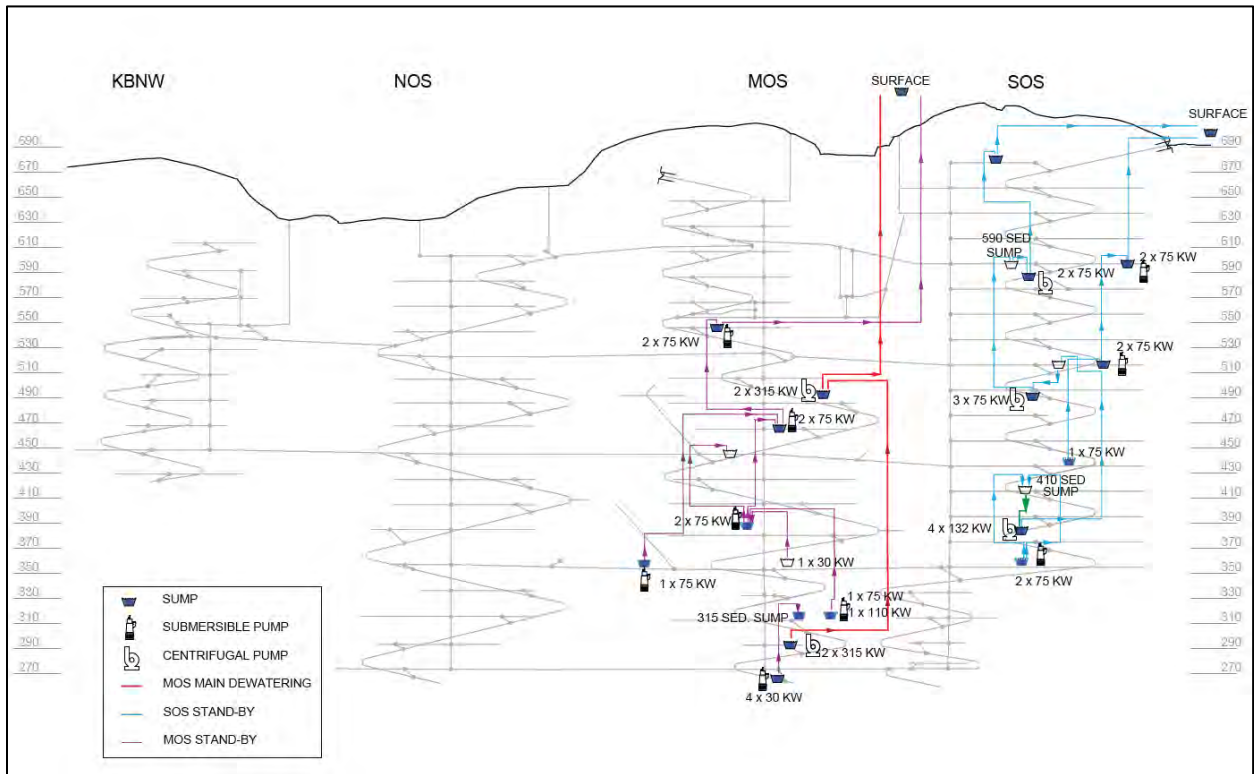 KBNW
NOS
MOS
SURFACE
SOS
SURFACE
690
670
650
630
610
590
570
550
530
510
490
470
450
430
410
390
370
350
330
310
290
270
690
670
650
630
610
590
570
550
530
510
490
470
450
430
410
390
370
350
330
310
290
270
590 SED
SUMP
2 x 75 KW
2 x 75 KW
2 x 75 KW
2 x 75 KW
2 x 315 KW
3 x 75 KW
2 x 75 KW
1 x 75 KW
410 SED
SUMP
2 x 75 KW
4 x 132 KW
1 x 30 KW
1 x 75 KW
2 x 75 KW
1 x 75 KW
1 x 110 KW
315 SED. SUMP
2 x 315 KW
4 x 30 KW
SUMP
SUBMERSIBLE PUMP
CENTRIFUGAL PUMP
MOS MAIN DEWATERING
SOS STAND-BY
MOS STAND-BY